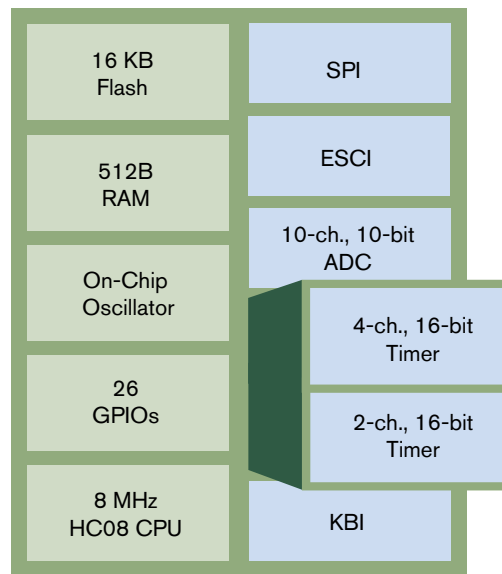 16 KB
Flash
512B
RAM
On-Chip
Oscillator
26
GPIOs
8 MHz
HC08 CPU
SPI
ESCI
10-ch., 10-bit
ADC
4-ch., 16-bit
Timer
2-ch., 16-bit
Timer
KBI